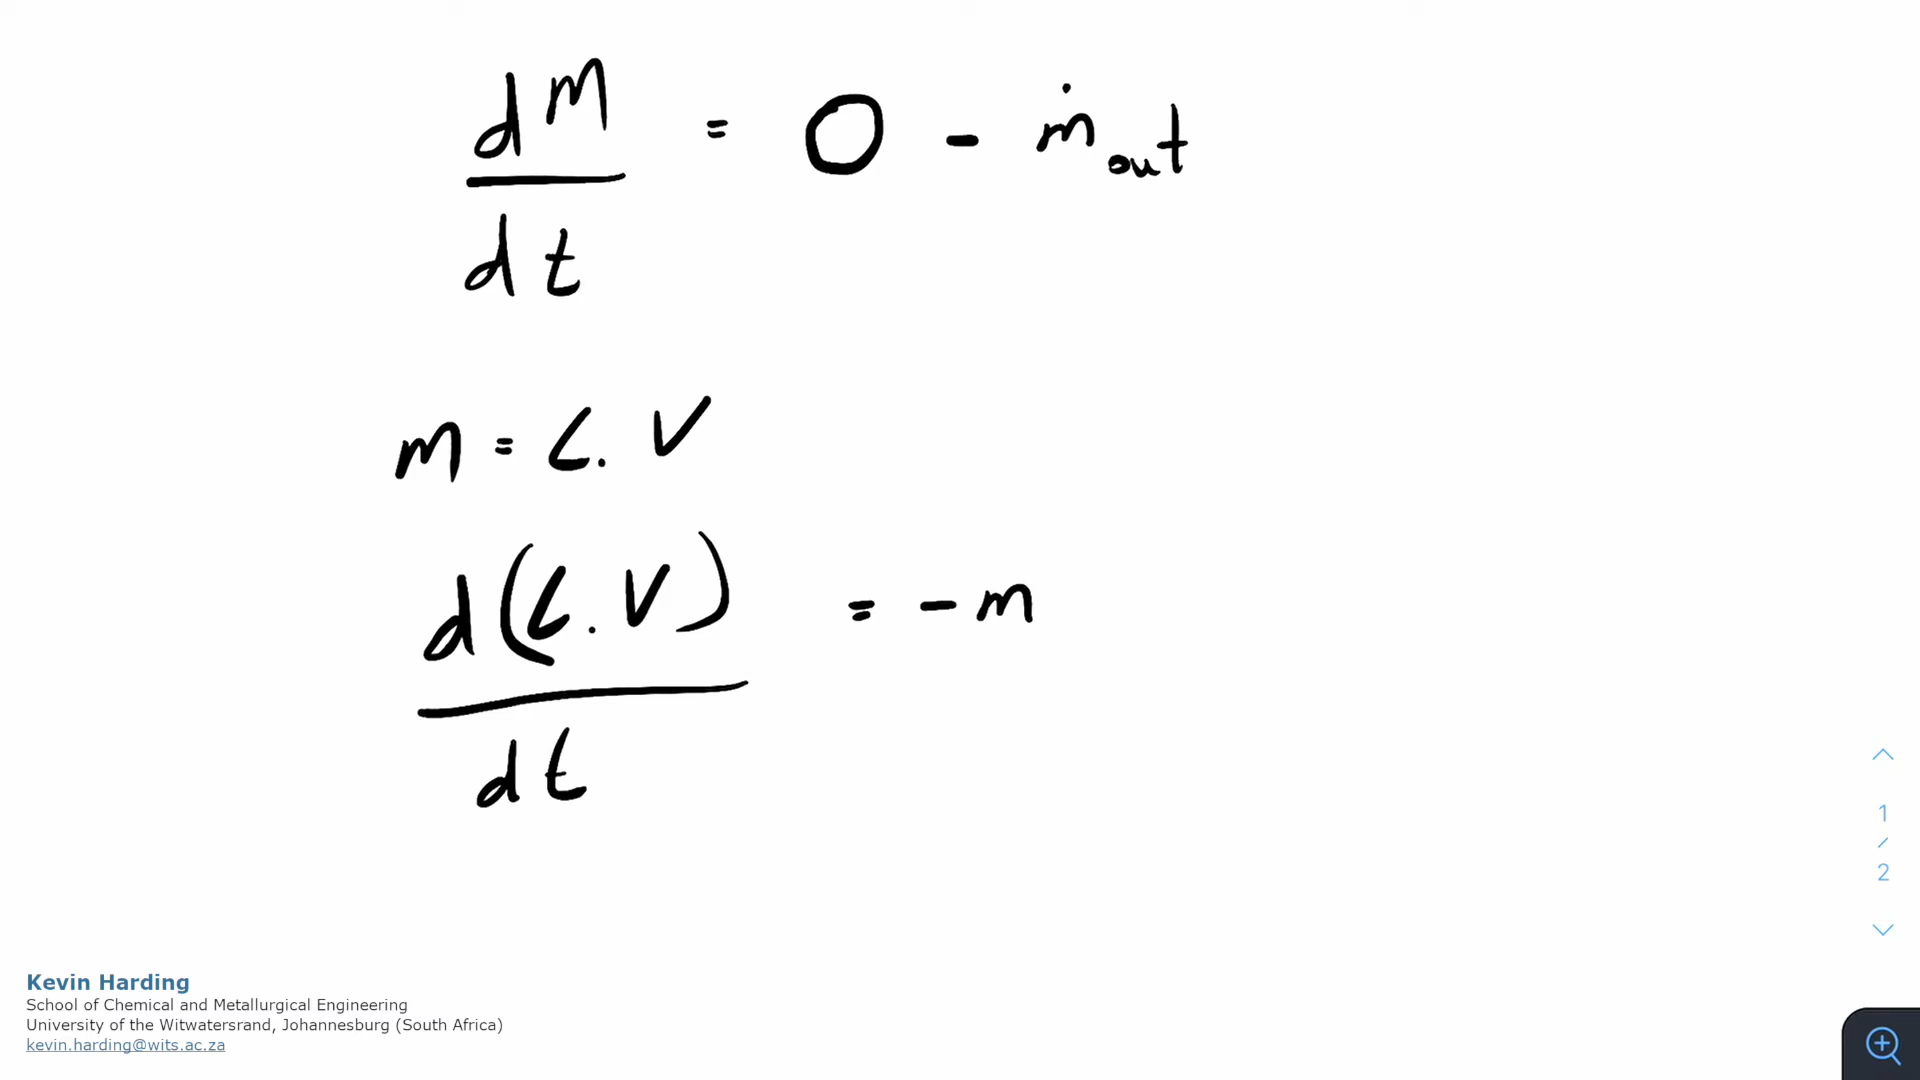 dM/dt = 0 - ṁ out
m = C. V
d(C.V)/dt = - m
1
/
2
Kevin Harding
School of Chemical and Metallurgical Engineering
University of the Witwatersrand, Johannesburg (South Africa)
kevin.harding@wits.ac.za